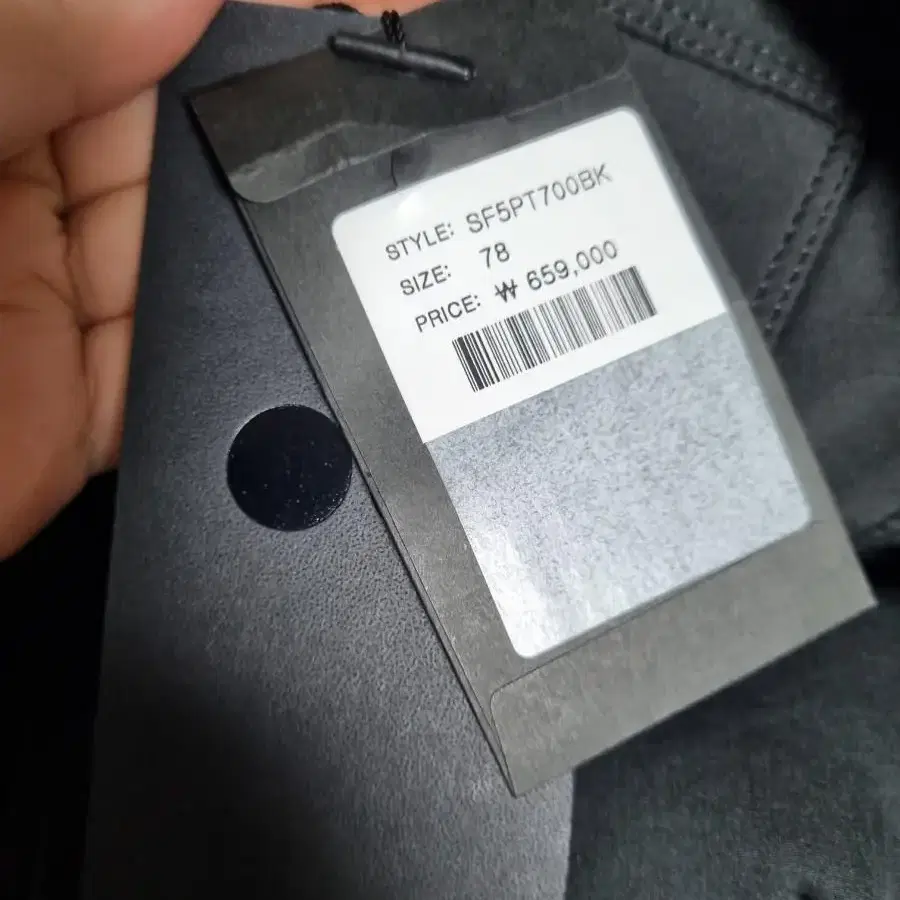 STYLE: SF5PT700BK
SIZE: 78
PRICE: ₩ 659,000